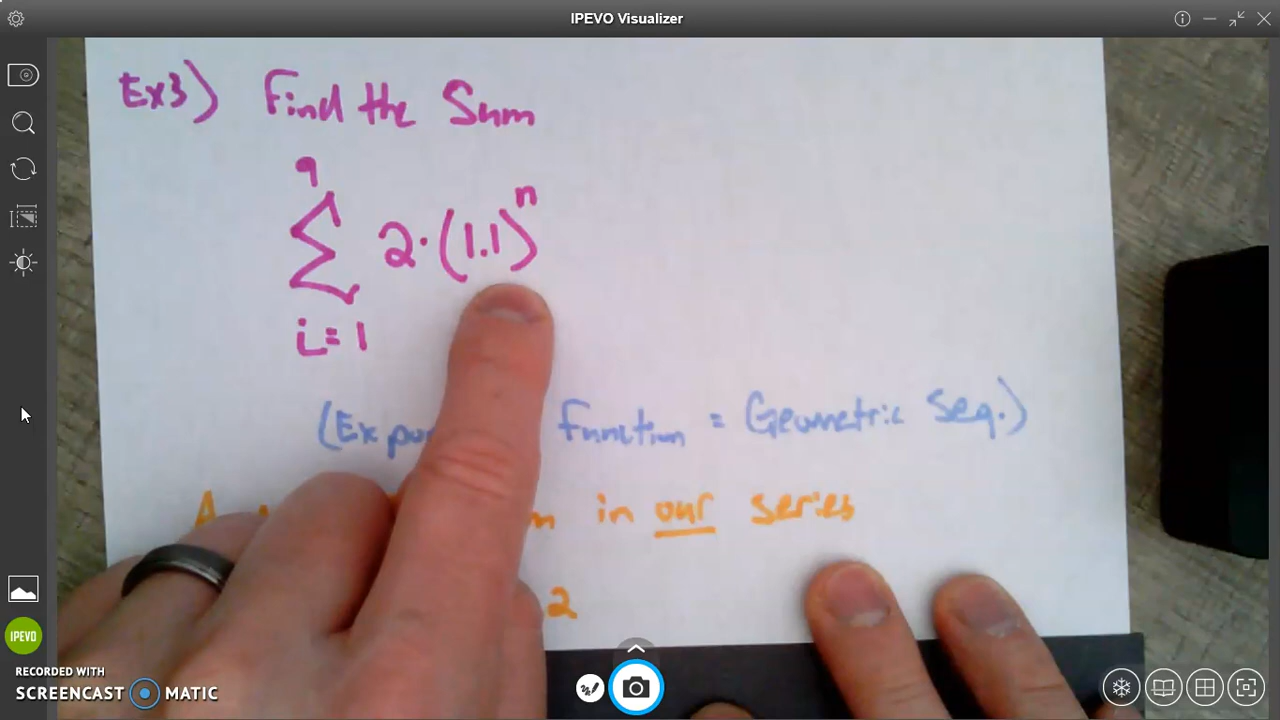 IPEVO Visualizer
Ex3) Find the Sum
9
Σ 2·(1.1)^n
i=1
Function = Geometric Seq.)
in our series
2
IPEVO
RECORDED WITH
SCREENCAST MATIC